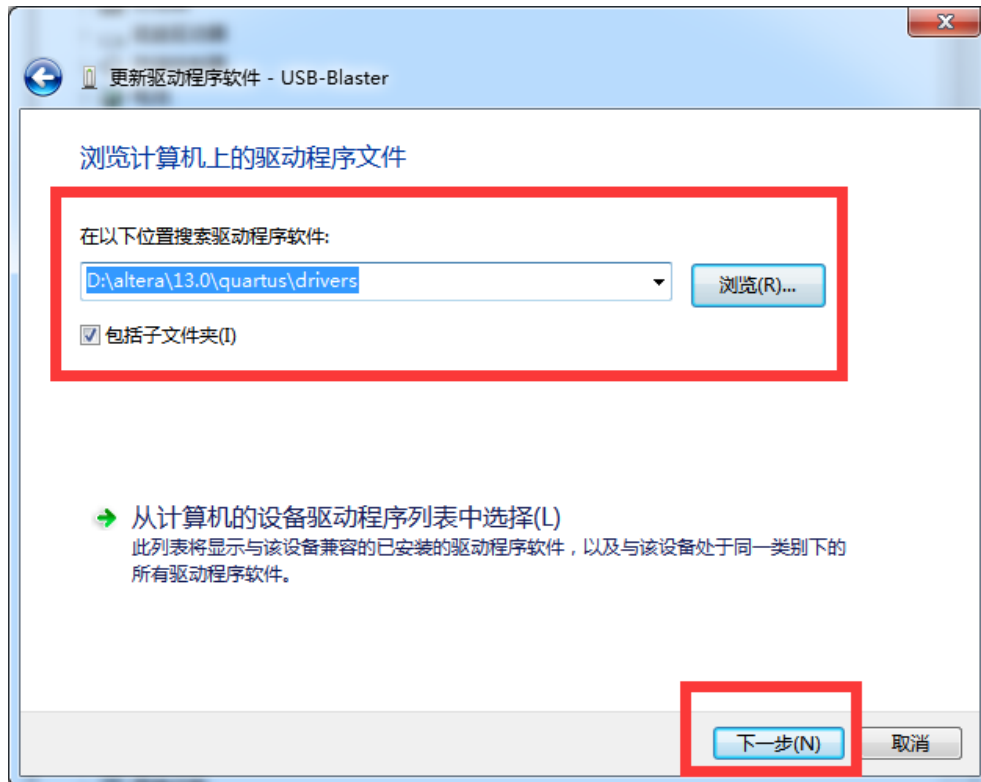 更新驱动程序软件 - USB-Blaster
浏览计算机上的驱动程序文件
在以下位置搜索驱动程序软件:
D:\altera\13.0\quartus\drivers
浏览(R)...
包括子文件夹(I)
从计算机的设备驱动程序列表中选择(L)
此列表将显示与该设备兼容的已安装的驱动程序软件，以及与该设备处于同一类别下的
所有驱动程序软件。
下一步(N)
取消